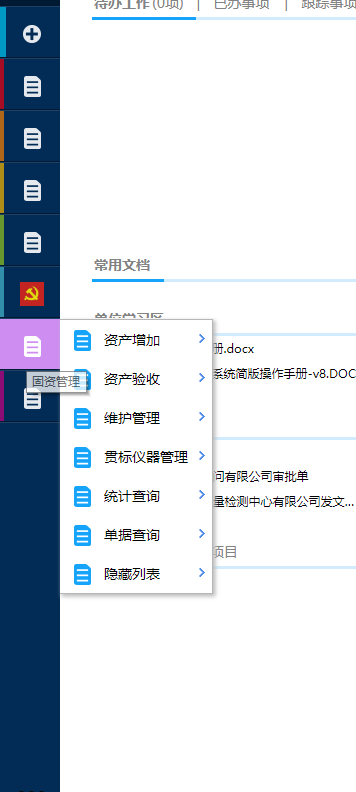 待办工作 (0项) | 已办事项 | 跟踪事项
常用文档
单位学习区
册.docx
系统简版操作手册-v8.DOC
问有限公司审批单
量检测中心有限公司发文...
项目
固资管理
资产增加
资产验收
维护管理
贯标仪器管理
统计查询
单据查询
隐藏列表